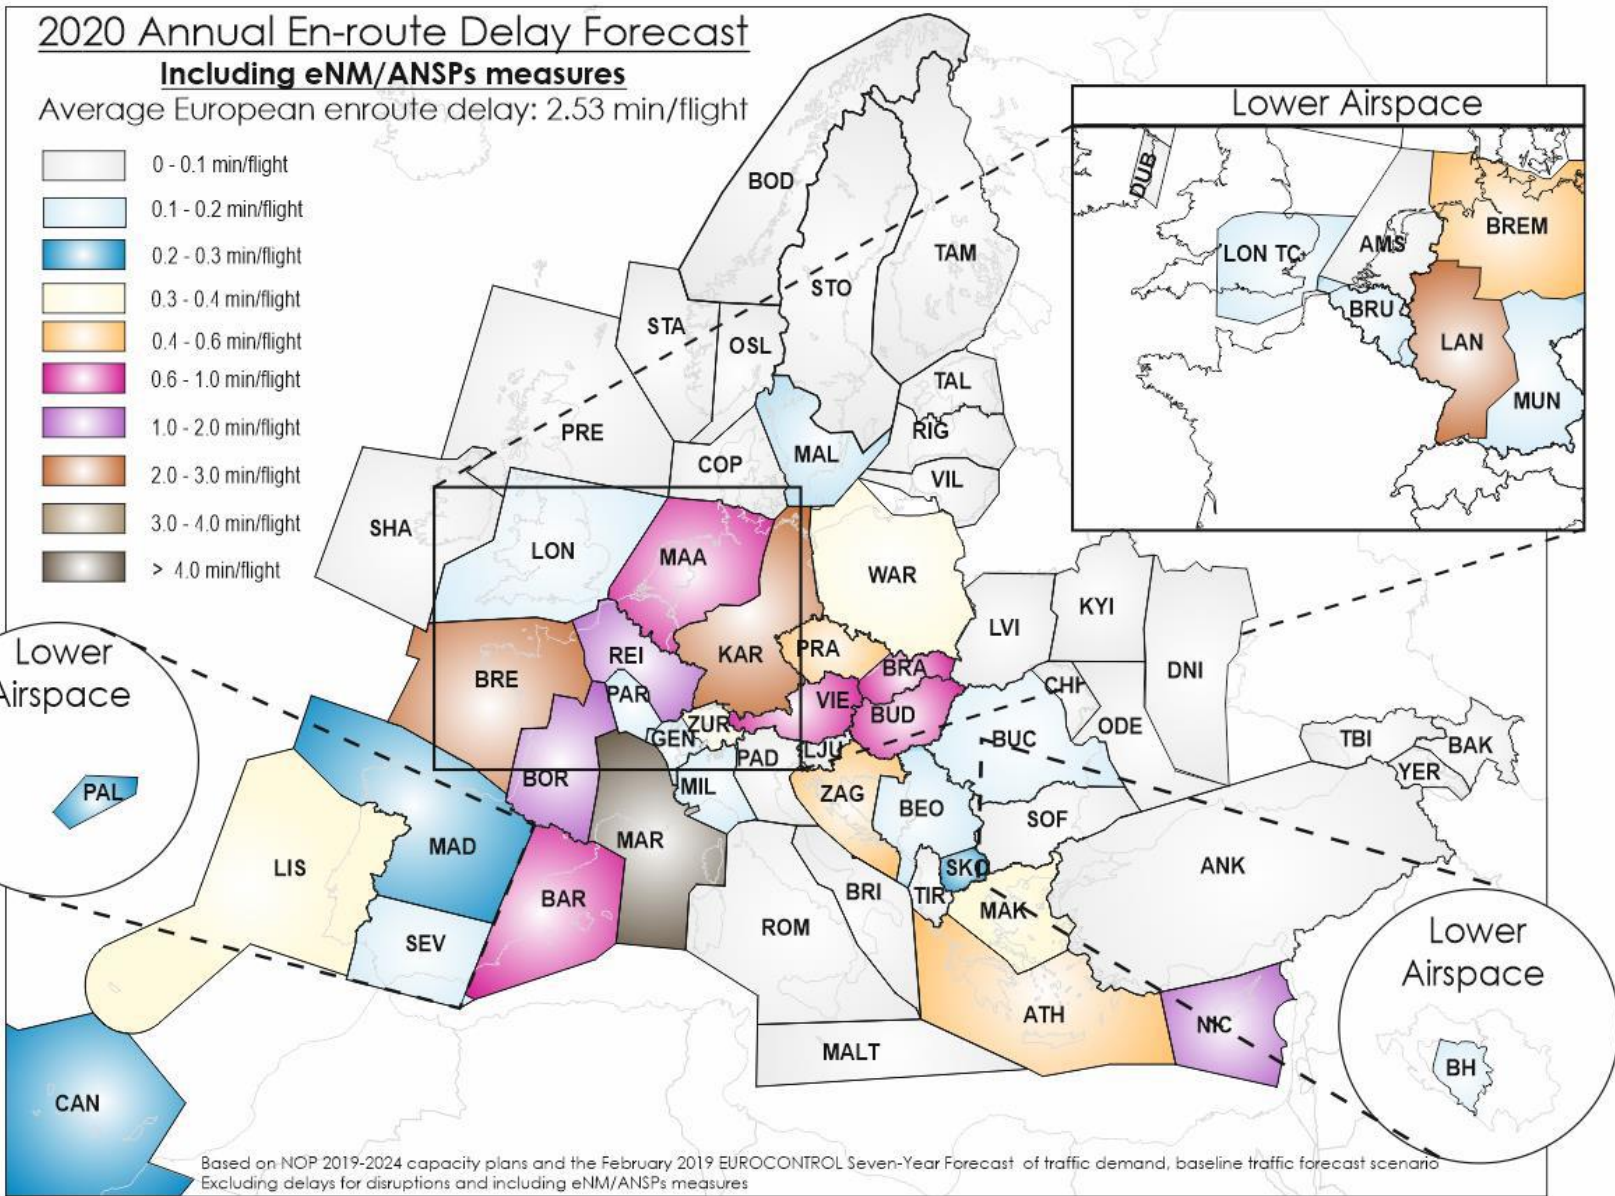 2020 Annual En-route Delay Forecast
Including eNM/ANSPs measures
Average European enroute delay: 2.53 min/flight
0 - 0.1 min/flight
0.1 - 0.2 min/flight
0.2 - 0.3 min/flight
0.3 - 0.4 min/flight
0.4 - 0.6 min/flight
0.6 - 1.0 min/flight
1.0 - 2.0 min/flight
2.0 - 3.0 min/flight
3.0 - 4.0 min/flight
> 4.0 min/flight
Lower Airspace
DUB
LON TC
AMS
BREM
BRU
LAN
MUN
BOD
TAM
STO
STA
OSL
TAL
RIG
VIL
PRE
COP
MAL
SHA
LON
MAA
WAR
KYI
LVI
DNI
BRE
REI
KAR
PRA
BRA
PAR
VIE
BUD
CHI
ODE
ZUR
GEN
PAD
LJU
BUC
TBI
BAK
YER
BOR
MIL
ZAG
BEO
SOF
MAR
MAD
LIS
BAR
SEV
ROM
BRI
TIR
SKO
MAK
ANK
ATH
NIC
MALT
CAN
Lower
Airspace
PAL
Lower
Airspace
BH
Based on NOP 2019-2024 capacity plans and the February 2019 EUROCONTROL Seven-Year Forecast of traffic demand, baseline traffic forecast scenario
Excluding delays for disruptions and including eNM/ANSPs measures